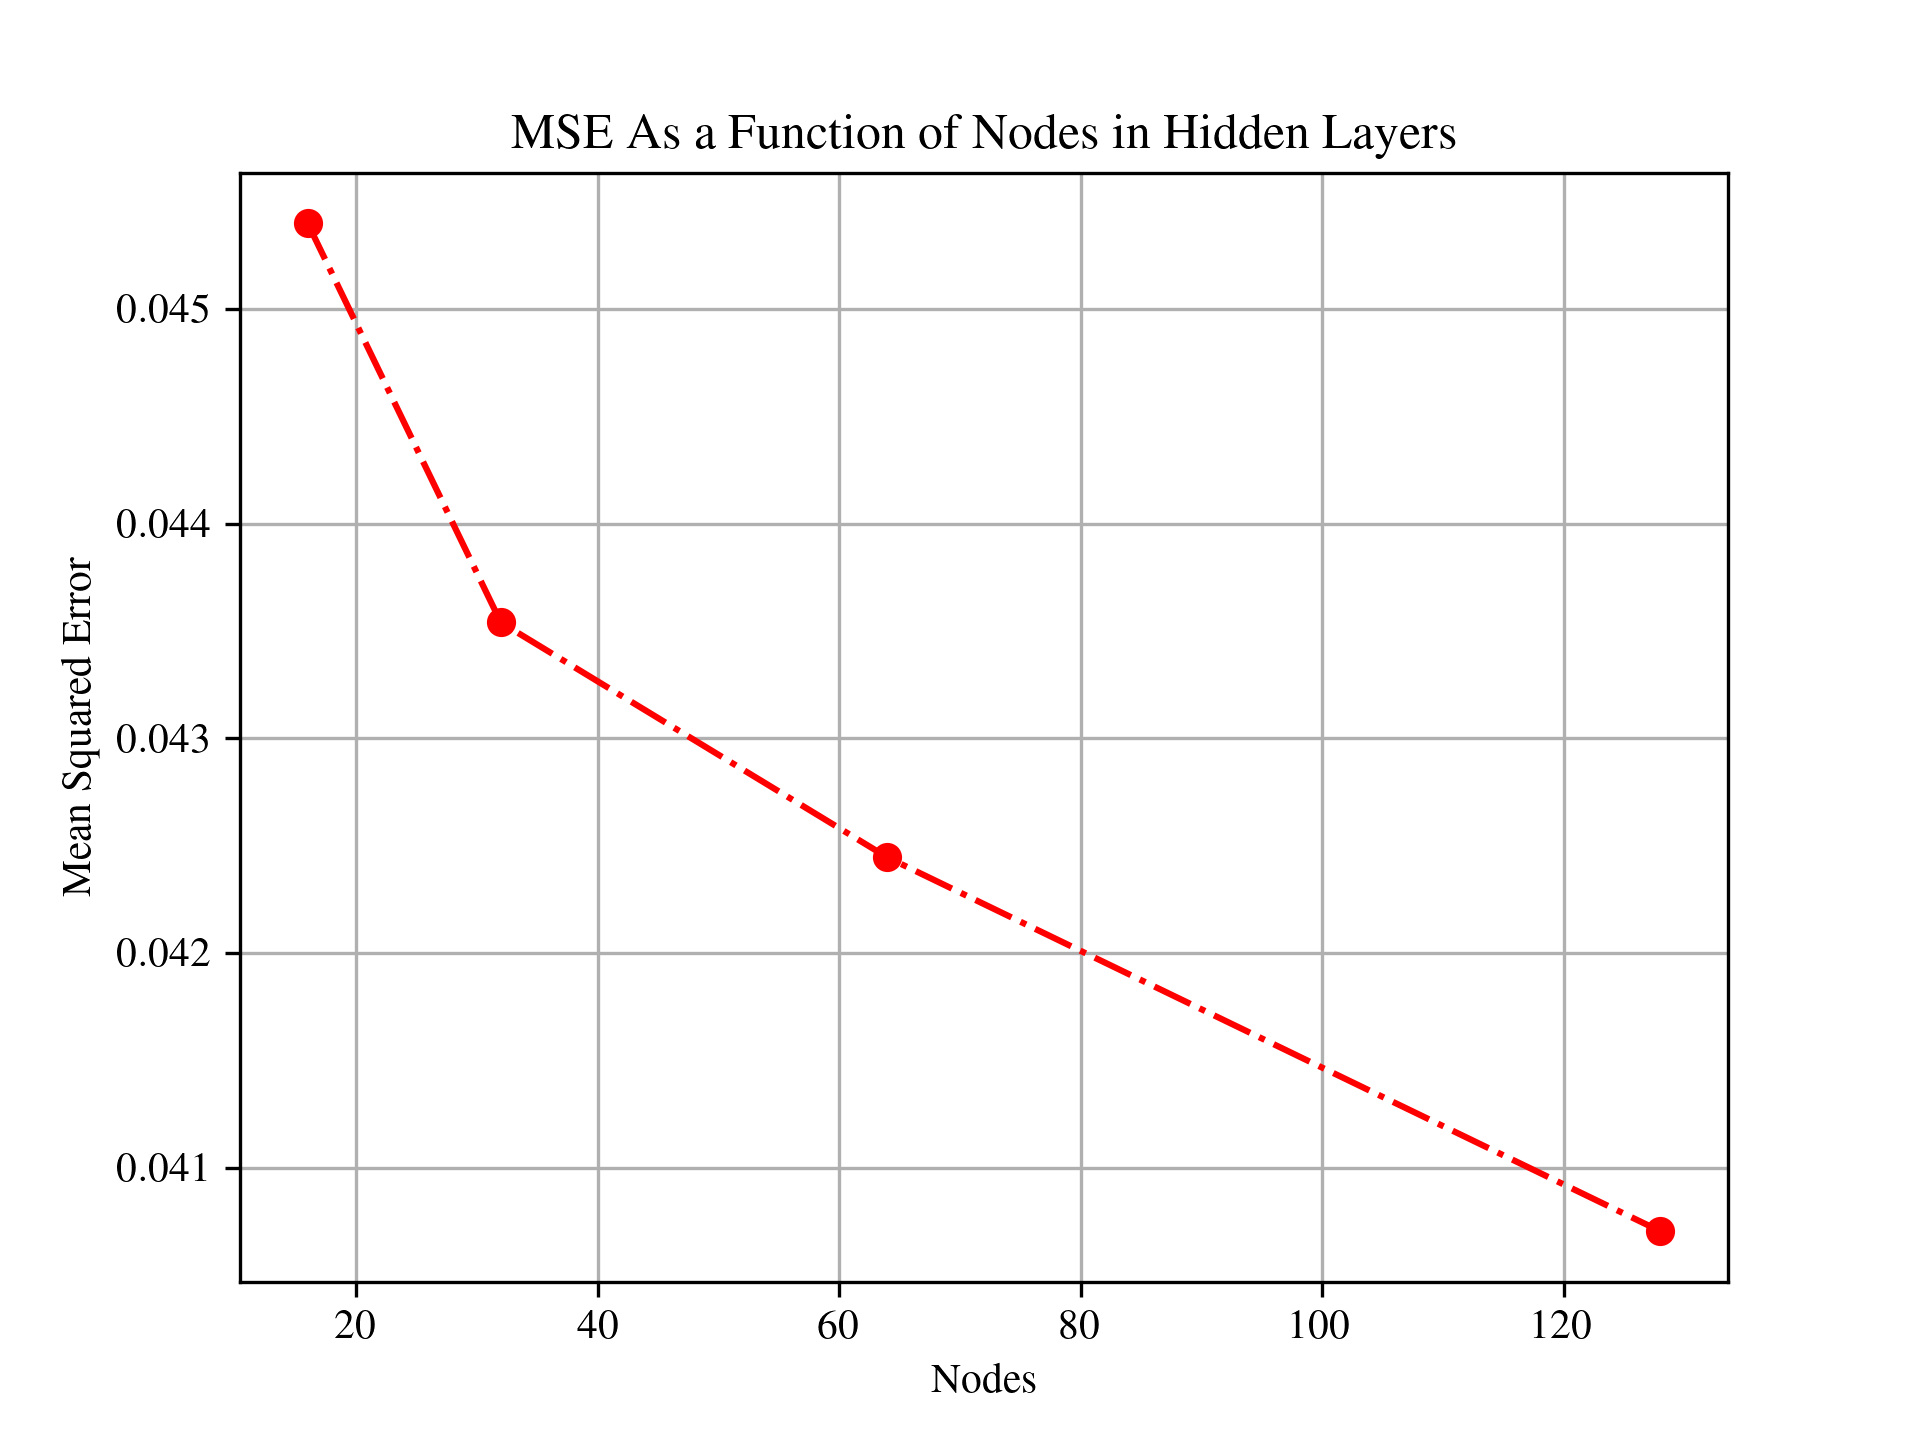 MSE As a Function of Nodes in Hidden Layers
0.045
0.044
0.043
0.042
0.041
Mean Squared Error
20 40 60 80 100 120
Nodes